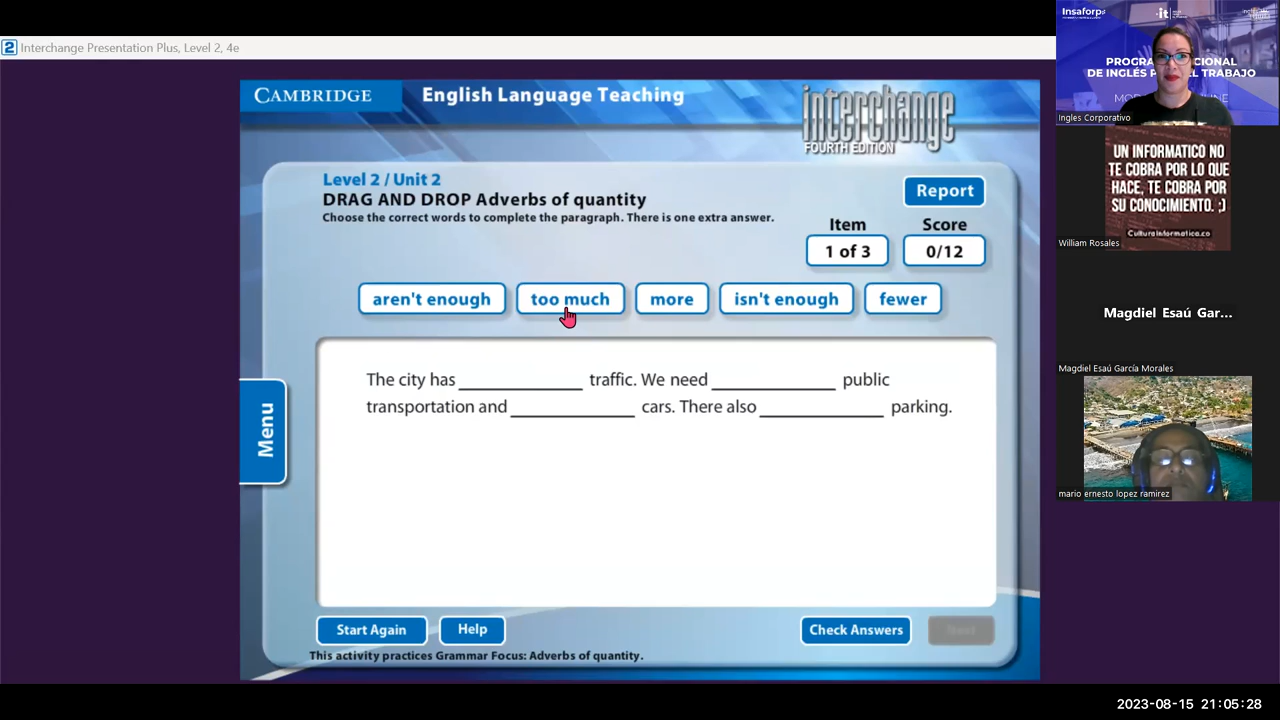 Interchange Presentation Plus, Level 2, 4e
CAMBRIDGE
English Language Teaching
interchange
FOURTH EDITION
Level 2 / Unit 2
DRAG AND DROP Adverbs of quantity
Choose the correct words to complete the paragraph. There is one extra answer.
Report
Item
Score
1 of 3
0/12
aren't enough
too much
more
isn't enough
fewer
The city has ____________ traffic. We need ____________ public
transportation and ____________ cars. There also ____________ parking.
Menu
Start Again
Help
Check Answers
Next
This activity practices Grammar Focus: Adverbs of quantity.
Insaforp
Ingles Corporativo
UN INFORMATICO NO
TE COBRA POR LO QUE
HACE, TE COBRA POR
SU CONOCIMIENTO. ;)
CulturaInformatica.co
William Rosales
Magdiel Esaú Gar...
Magdiel Esaú García Morales
mario ernesto lopez ramirez
2023-08-15 21:05:28